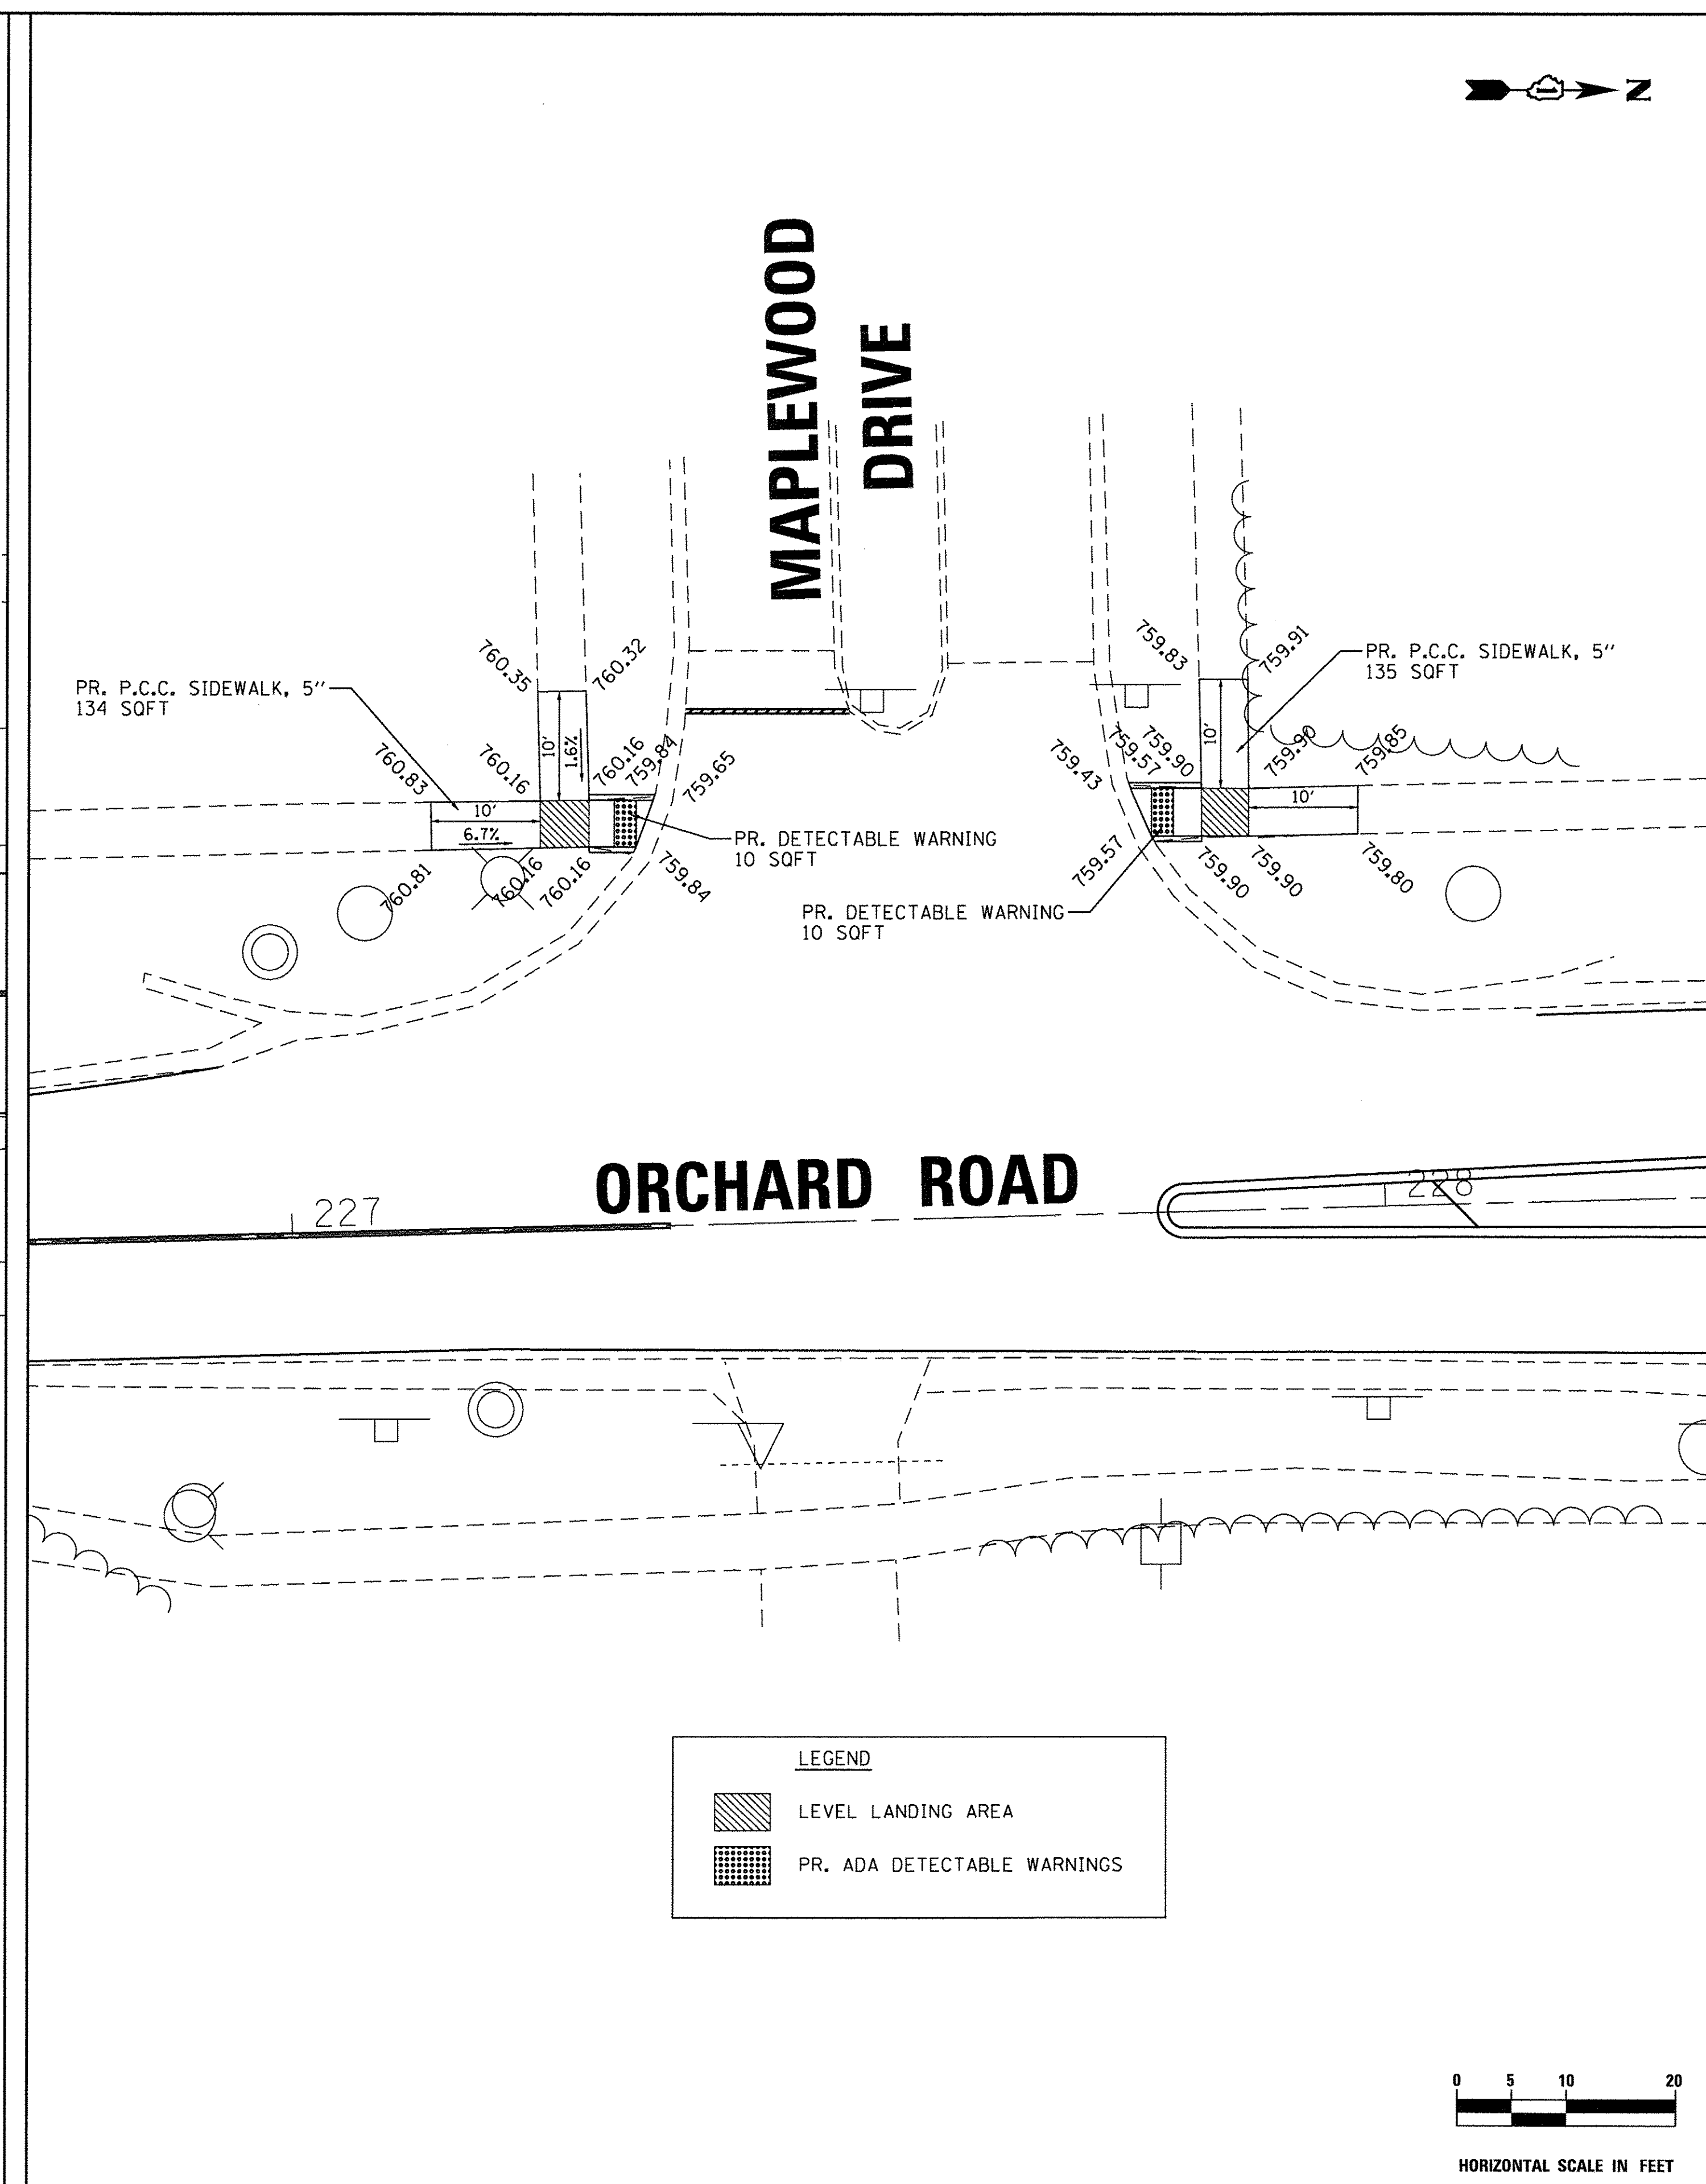 N
MAPLEWOOD
DRIVE
PR. P.C.C. SIDEWALK, 5"
134 SQFT
760.35
760.32
760.83
760.16
10'
1.6%
760.16
759.84
759.65
10'
6.7%
760.81
760.16
760.16
759.84
PR. DETECTABLE WARNING
10 SQFT
759.83
759.91
PR. P.C.C. SIDEWALK, 5"
135 SQFT
759.43
759.57
759.90
10'
759.90
759.85
10'
759.57
759.90
759.90
759.80
PR. DETECTABLE WARNING
10 SQFT
ORCHARD ROAD
227
228
LEGEND
LEVEL LANDING AREA
PR. ADA DETECTABLE WARNINGS
0 5 10 20
HORIZONTAL SCALE IN FEET